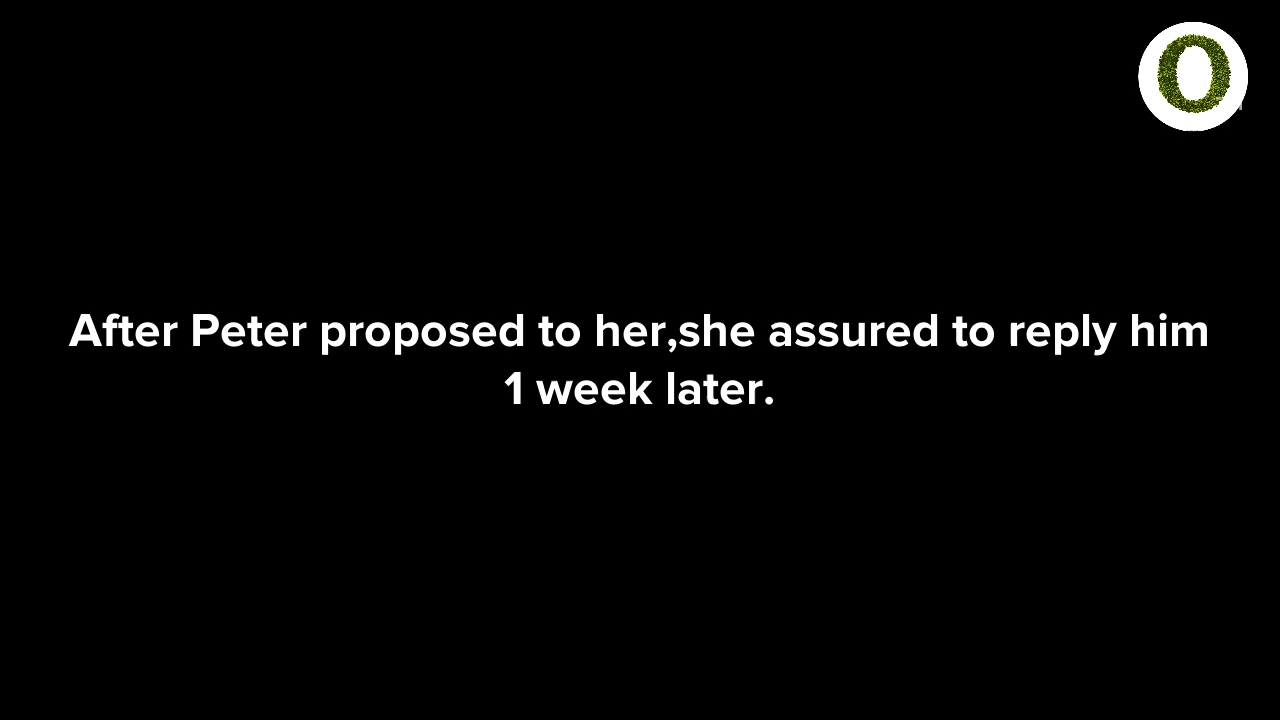 O
After Peter proposed to her,she assured to reply him
1 week later.